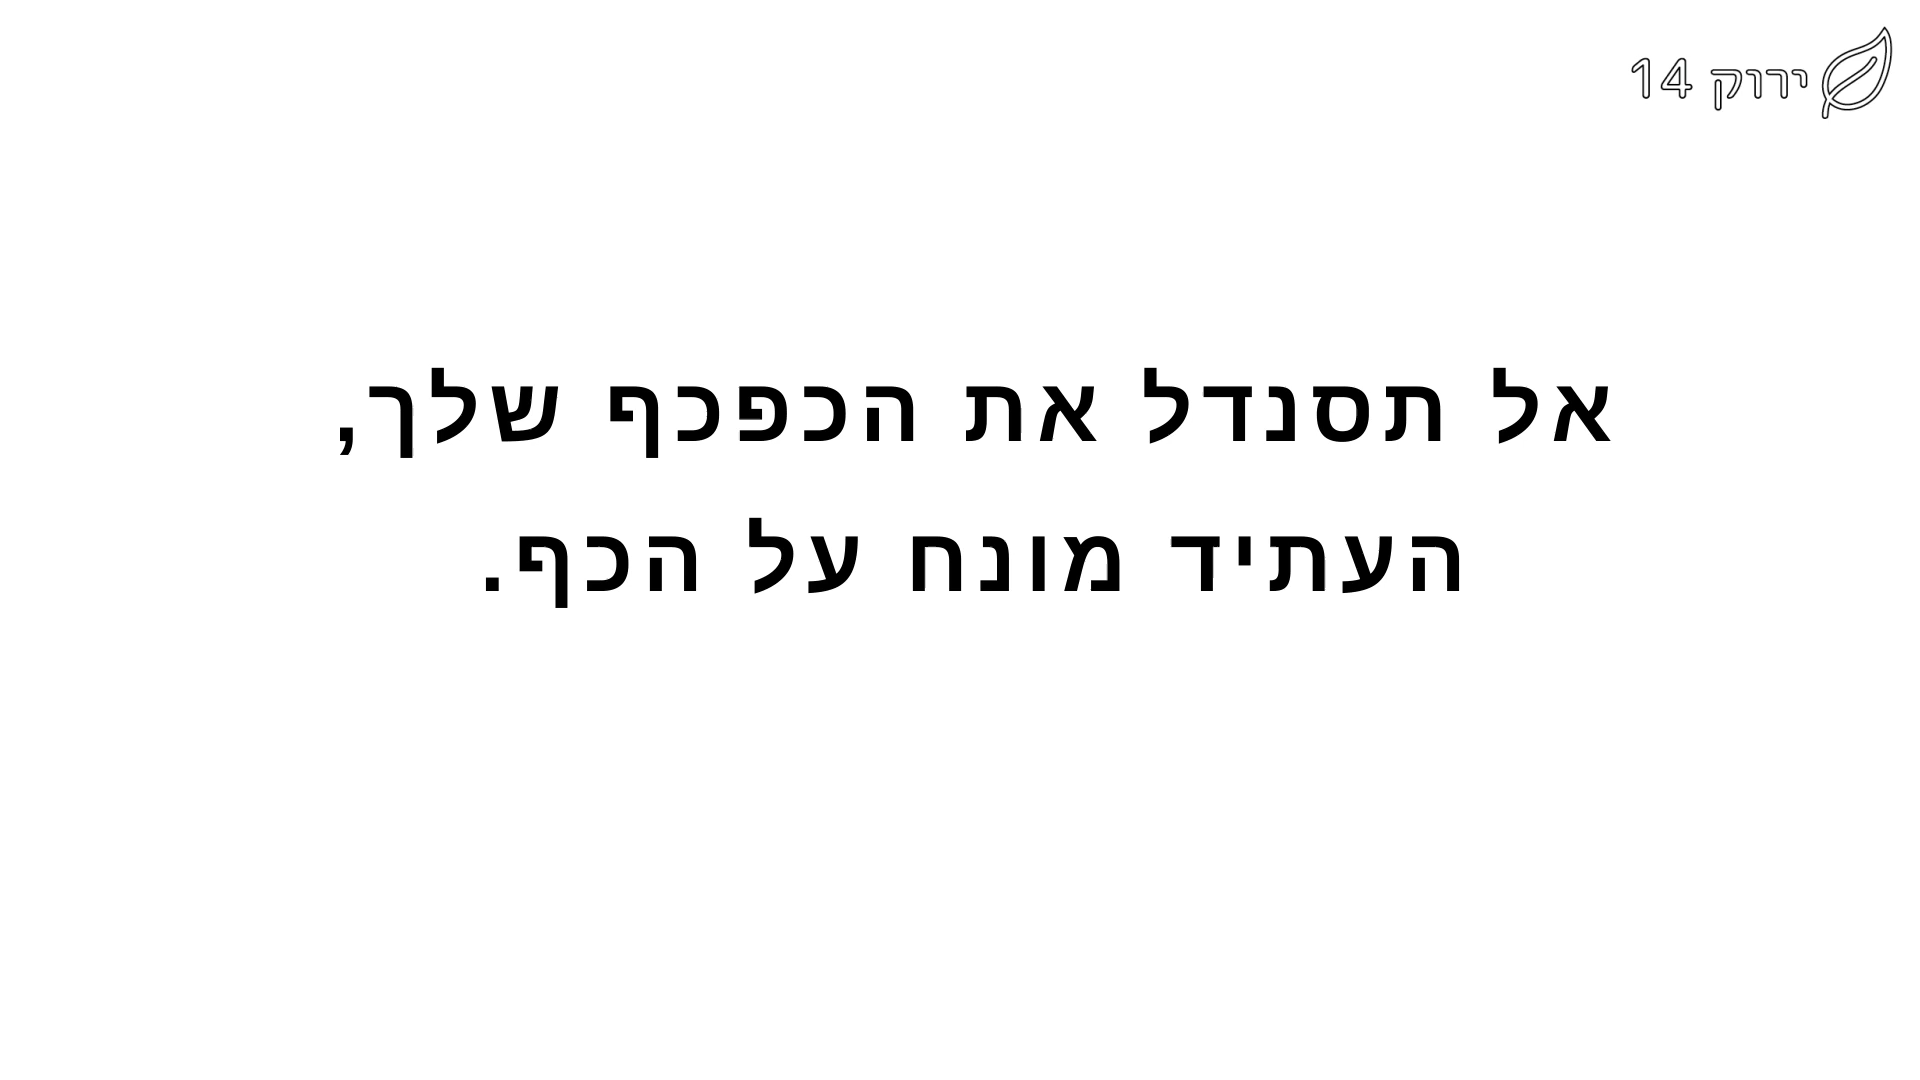 ירוק 14
אל תסנדל את הכפכף שלך,
העתיד מונח על הכף.